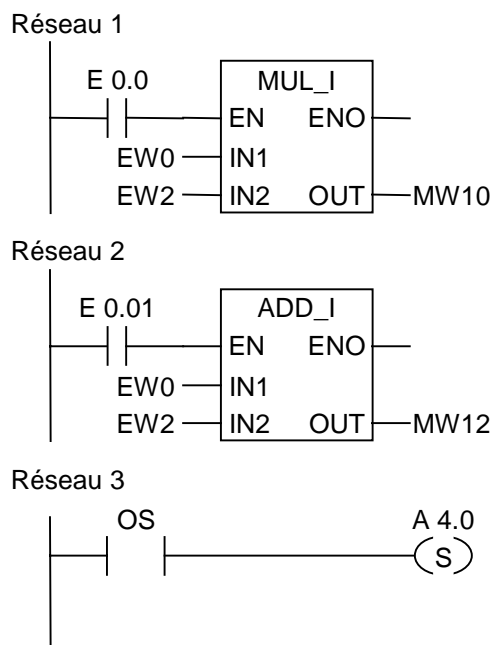 Réseau 1
E 0.0
MUL_I
EN ENO
EW0 IN1
EW2 IN2 OUT MW10
Réseau 2
E 0.01
ADD_I
EN ENO
EW0 IN1
EW2 IN2 OUT MW12
Réseau 3
OS A 4.0
S